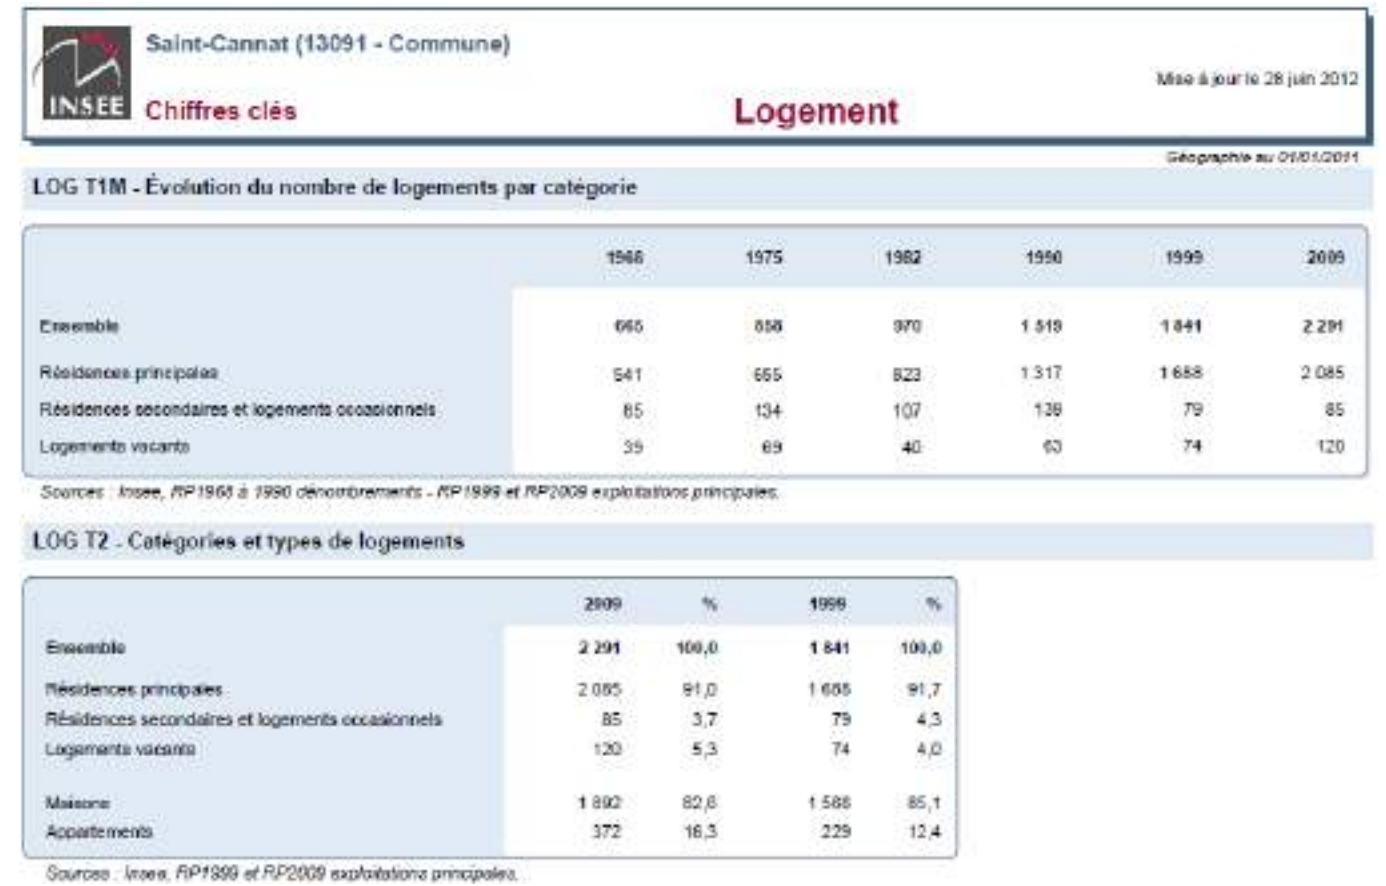 Saint-Cannat (13091 - Commune)
Mise à jour le 28 juin 2012
INSEE Chiffres clés Logement
Géographie au 01/01/2011
LOG T1M - Évolution du nombre de logements par catégorie
1968 1975 1982 1990 1999 2009
Ensemble 665 858 970 1 519 1 841 2 291
Résidences principales 541 655 823 1 317 1 688 2 085
Résidences secondaires et logements occasionnels 85 134 107 139 79 85
Logements vacants 39 69 40 63 74 120
Sources : Insee, RP1968 à 1990 dénombrements - RP1999 et RP2009 exploitations principales.
LOG T2 - Catégories et types de logements
2009 % 1999 %
Ensemble 2 291 100,0 1 841 100,0
Résidences principales 2 085 91,0 1 688 91,7
Résidences secondaires et logements occasionnels 85 3,7 79 4,3
Logements vacants 120 5,3 74 4,0
Maisons 1 892 82,6 1 566 85,1
Appartements 372 16,3 229 12,4
Sources : Insee, RP1999 et RP2009 exploitations principales.